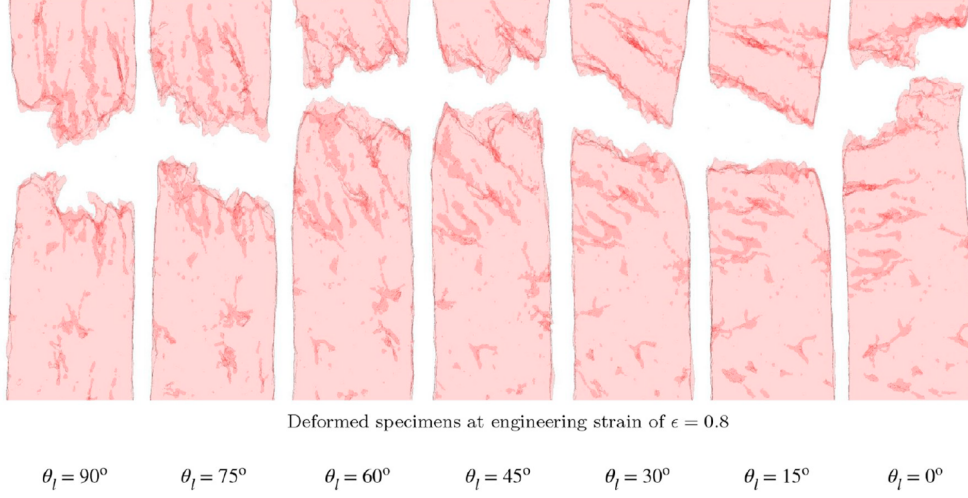 Deformed specimens at engineering strain of ϵ = 0.8
θ_l = 90° θ_l = 75° θ_l = 60° θ_l = 45° θ_l = 30° θ_l = 15° θ_l = 0°